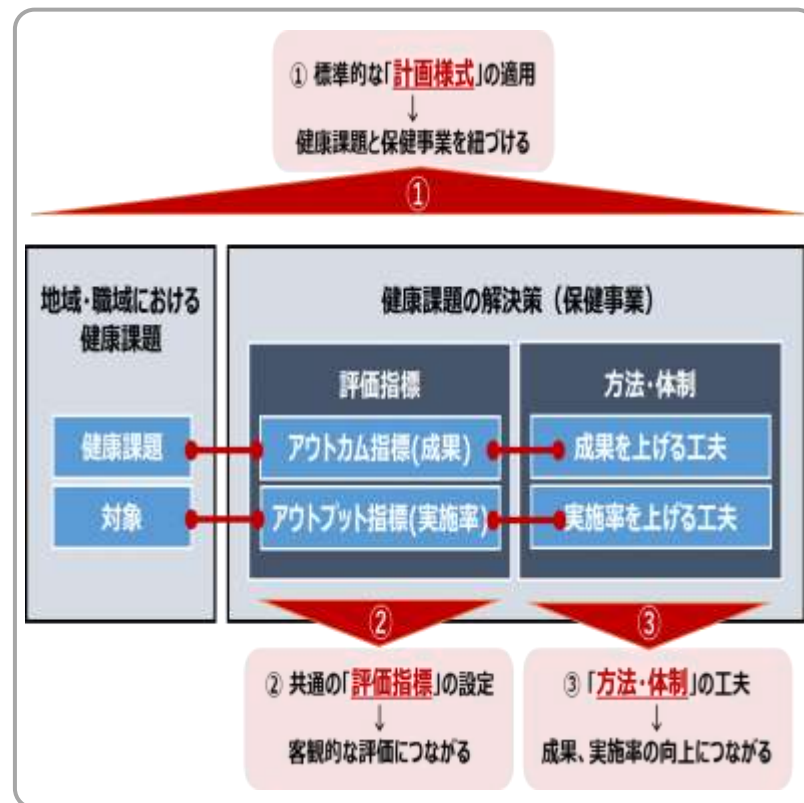 ① 標準的な「計画様式」の適用
↓
健康課題と保健事業を紐づける
①
地域・職域における
健康課題
健康課題
対象
健康課題の解決策（保健事業）
評価指標
アウトカム指標(成果)
アウトプット指標(実施率)
方法・体制
成果を上げる工夫
実施率を上げる工夫
②
③
② 共通の「評価指標」の設定
↓
客観的な評価につながる
③「方法・体制」の工夫
↓
成果、実施率の向上につながる